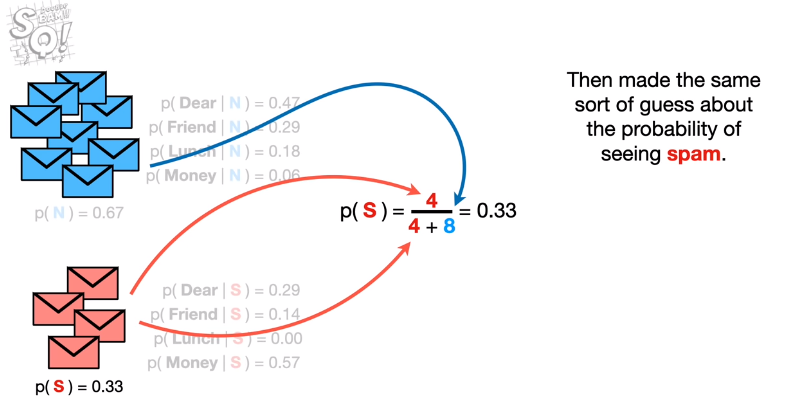 STATQUEST!!
SQ!
p( Dear | N ) = 0.47
p( Friend | N ) = 0.29
p( Lunch | N ) = 0.18
p( Money | N ) = 0.06
p( N ) = 0.67
Then made the same
sort of guess about
the probability of
seeing spam.
p( S ) = 4 / 4 + 8 = 0.33
p( Dear | S ) = 0.29
p( Friend | S ) = 0.14
p( Lunch | S ) = 0.00
p( Money | S ) = 0.57
p( S ) = 0.33